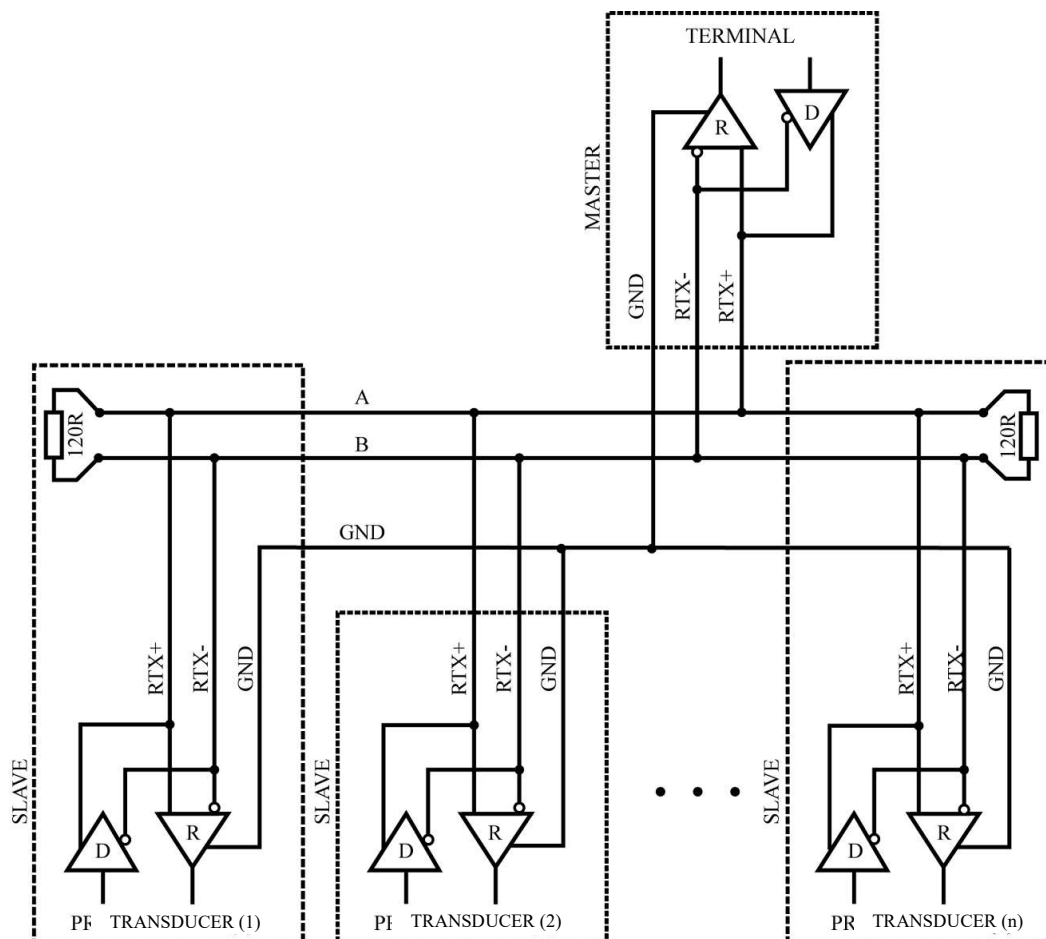 TERMINAL
R
D
MASTER
GND
RTX-
RTX+
A
B
120R
120R
GND
SLAVE
RTX+
RTX-
GND
D
R
SLAVE
RTX+
RTX-
GND
D
R
SLAVE
RTX+
RTX-
GND
D
R
TRANSDUCER (1)
TRANSDUCER (2)
TRANSDUCER (n)